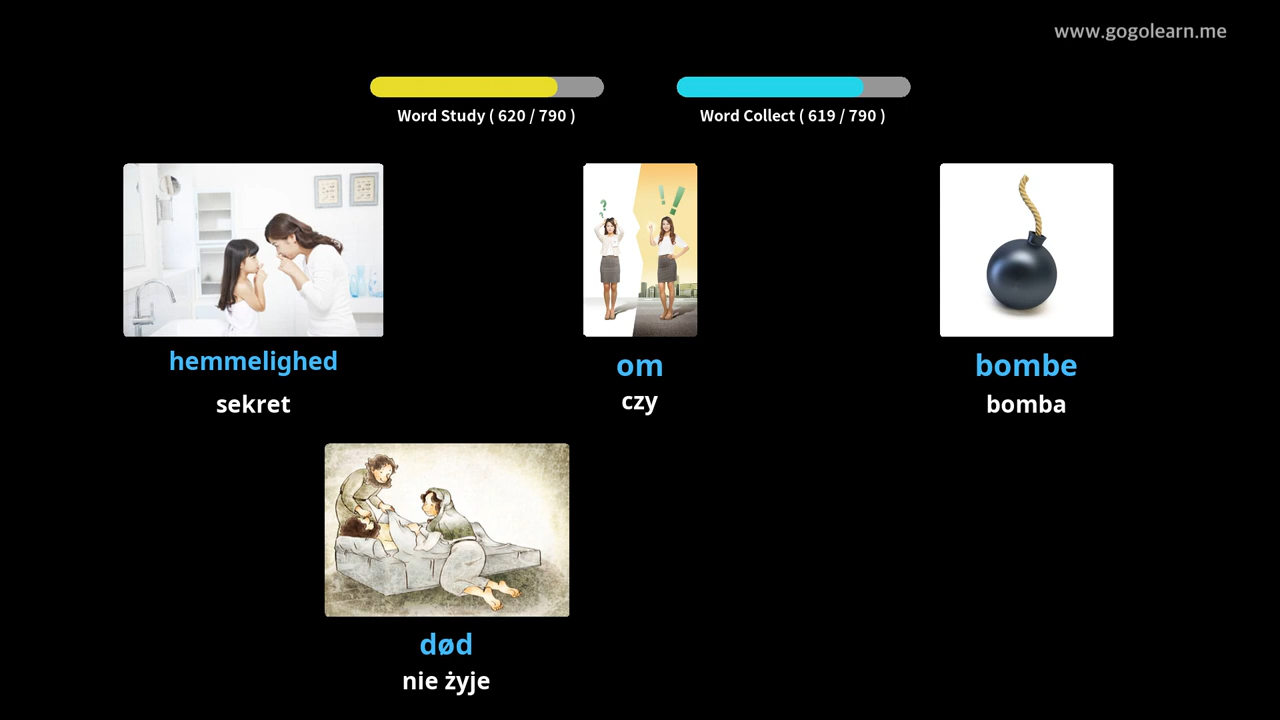 www.gogolearn.me
Word Study ( 620 / 790 )
Word Collect ( 619 / 790 )
hemmelighed
sekret
om
czy
bombe
bomba
død
nie żyje